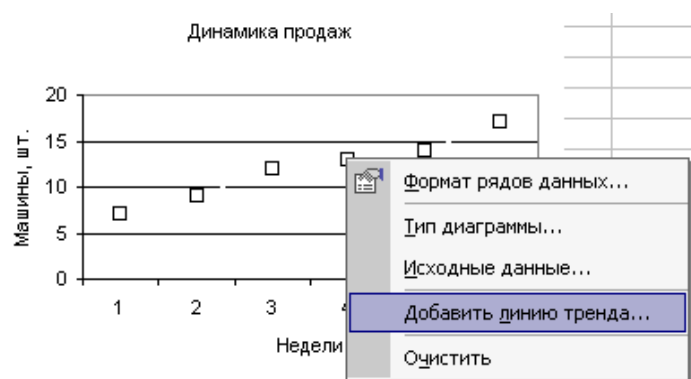 Динамика продаж
20
15
10
5
0
Машины, шт.
1 2 3
Недели
Формат рядов данных...
Тип диаграммы...
Исходные данные...
Добавить линию тренда...
Очистить